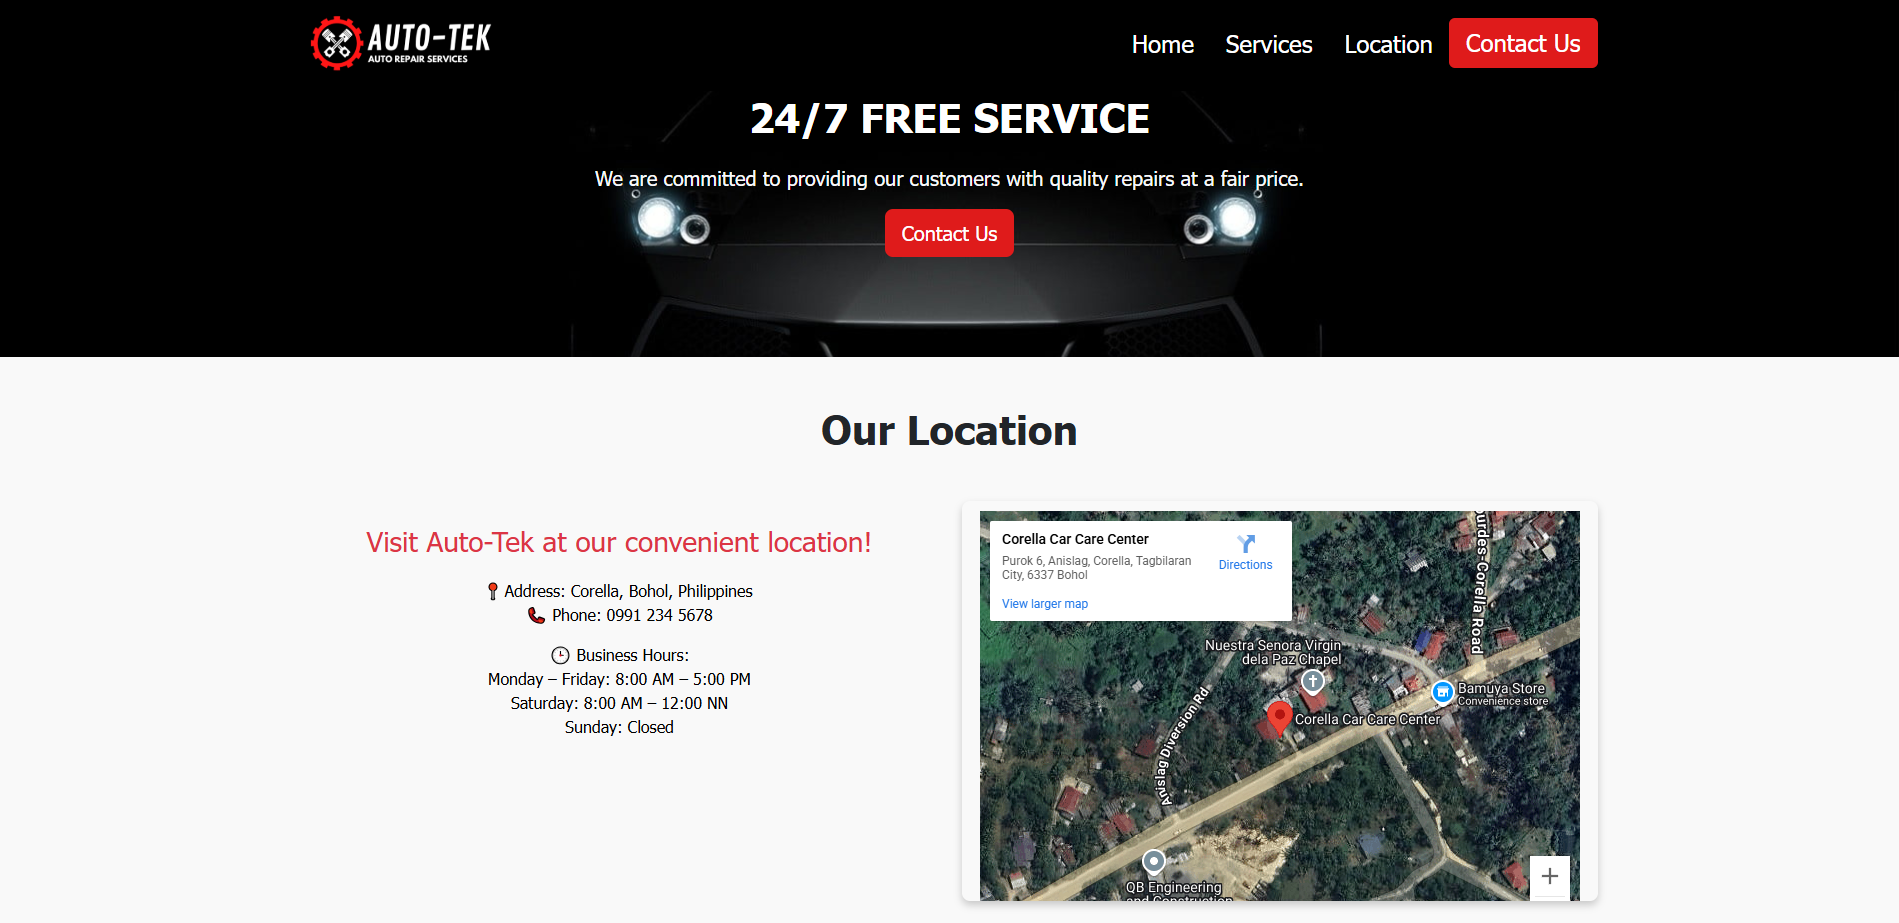 AUTO-TEK
AUTO REPAIR SERVICES
Home
Services
Location
Contact Us
24/7 FREE SERVICE
We are committed to providing our customers with quality repairs at a fair price.
Contact Us
Our Location
Visit Auto-Tek at our convenient location!
Address: Corella, Bohol, Philippines
Phone: 0991 234 5678
Business Hours:
Monday – Friday: 8:00 AM – 5:00 PM
Saturday: 8:00 AM – 12:00 NN
Sunday: Closed
Corella Car Care Center
Purok 6, Anislag, Corella, Tagbilaran
City, 6337 Bohol
Directions
View larger map
urdes-Corella Road
Nuestra Senora Virgin
dela Paz Chapel
Bamuya Store
Convenience store
Corella Car Care Center
Anislag Diversion Rd
QB Engineering
and Construction